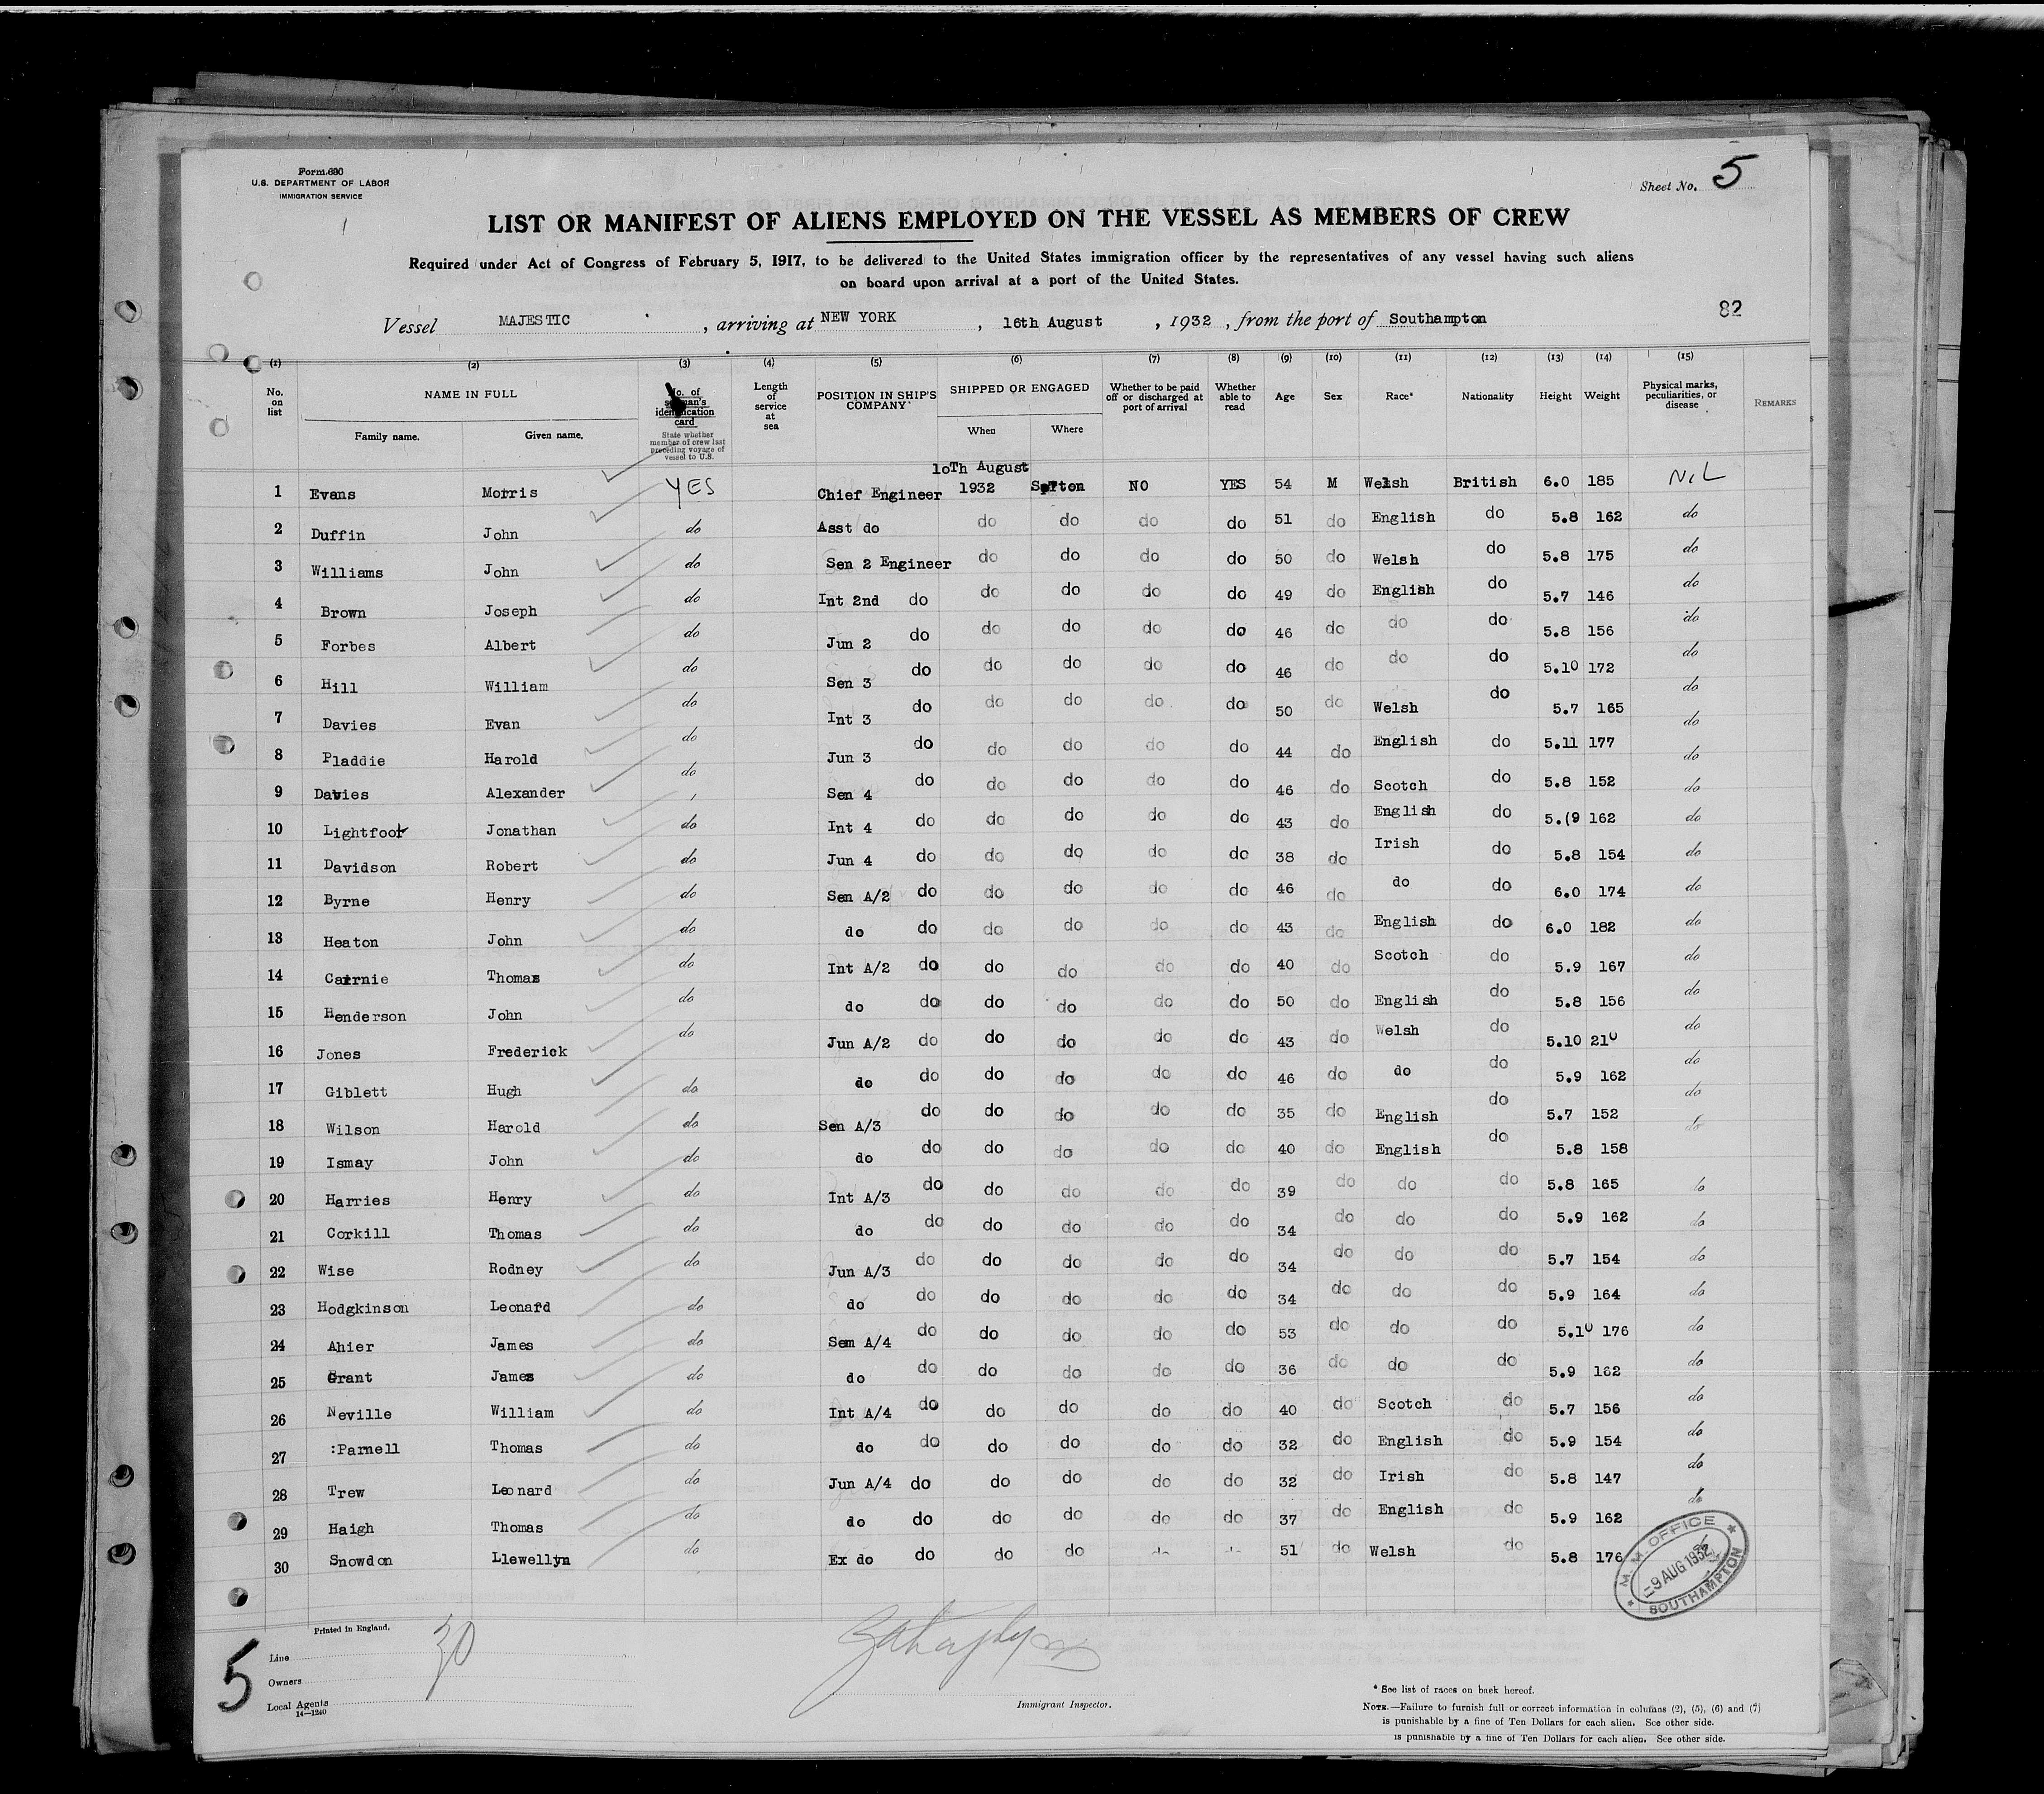 Form 680
U.S. DEPARTMENT OF LABOR
IMMIGRATION SERVICE
Sheet No. 5
LIST OR MANIFEST OF ALIENS EMPLOYED ON THE VESSEL AS MEMBERS OF CREW
Required under Act of Congress of February 5, 1917, to be delivered to the United States immigration officer by the representatives of any vessel having such aliens
on board upon arrival at a port of the United States.
82
Vessel MAJESTIC , arriving at NEW YORK , 16th August , 1932 , from the port of Southampton
(1) (2) (3) (4) (5) (6) (7) (8) (9) (10) (11) (12) (13) (14) (15)
No. on list NAME IN FULL Family name. Given name. No. of seaman's identification card State whether member of crew last preceding voyage of vessel to U.S. Length of service at sea POSITION IN SHIP'S COMPANY SHIPPED OR ENGAGED When Where Whether to be paid off or discharged at port of arrival Whether able to read Age Sex Race* Nationality Height Weight Physical marks, peculiarities, or disease REMARKS
10Th August
1 Evans Morris YES Chief Engineer 1932 Spton NO YES 54 M Welsh British 6.0 185 NiL
2 Duffin John do Asst do do do do do 51 do English do 5.8 162 do
3 Williams John do Sen 2 Engineer do do do do 50 do Welsh do 5.8 175 do
4 Brown Joseph do Int 2nd do do do do do 49 do English do 5.7 146 do
5 Forbes Albert do Jun 2 do do do do do 46 do do do 5.8 156 do
6 Hill William do Sen 3 do do do do do 46 do do do 5.10 172 do
7 Davies Evan do Int 3 do do do do do 50 do Welsh do 5.7 165 do
8 Pladdie Harold do Jun 3 do do do do do 44 do English do 5.11 177 do
9 Davies Alexander do Sen 4 do do do do do 46 do Scotch do 5.8 152 do
10 Lightfoot Jonathan do Int 4 do do do do do 43 do English do 5.(9 162 do
11 Davidson Robert do Jun 4 do do do do do 38 do Irish do 5.8 154 do
12 Byrne Henry do Sen A/2 do do do do do 46 do do do 6.0 174 do
13 Heaton John do do do do do do do 43 do English do 6.0 182 do
14 Cairnie Thomas do Int A/2 do do do do do 40 do Scotch do 5.9 167 do
15 Henderson John do do do do do do do 50 do English do 5.8 156 do
16 Jones Frederick do Jun A/2 do do do do do 43 do Welsh do 5.10 210 do
17 Giblett Hugh do do do do do do do 46 do do do 5.9 162 do
18 Wilson Harold do Sen A/3 do do do do do 35 do English do 5.7 152 do
19 Ismay John do do do do do do do 40 do English do 5.8 158 do
20 Harries Henry do Int A/3 do do do do do 39 do do do 5.8 165 do
21 Corkill Thomas do do do do do do do 34 do do do 5.9 162 do
22 Wise Rodney do Jun A/3 do do do do do 34 do do do 5.7 154 do
23 Hodgkinson Leonard do do do do do do do 34 do do do 5.9 164 do
24 Ahier James do Sem A/4 do do do do do 53 do do do 5.10 176 do
25 Grant James do do do do do do do 36 do do do 5.9 162 do
26 Neville William do Int A/4 do do do do do 40 do Scotch do 5.7 156 do
27 :Parnell Thomas do do do do do do do 32 do English do 5.9 154 do
28 Trew Leonard do Jun A/4 do do do do do 32 do Irish do 5.8 147 do
29 Haigh Thomas do do do do do do do 37 do English do 5.9 162 do
30 Snowdon Llewellyn do Ex do do do do 51 do Welsh do 5.8 176
M. M. OFFICE
9 AUG 1932
SOUTHAMPTON
Printed in England.
30
5
Line
Owners
Local Agents
14—1240
Immigrant Inspector.
* See list of races on back hereof.
NOTE.—Failure to furnish full or correct information in columns (2), (5), (6) and (7)
is punishable by a fine of Ten Dollars for each alien. See other side.
is punishable by a fine of Ten Dollars for each alien. See other side.